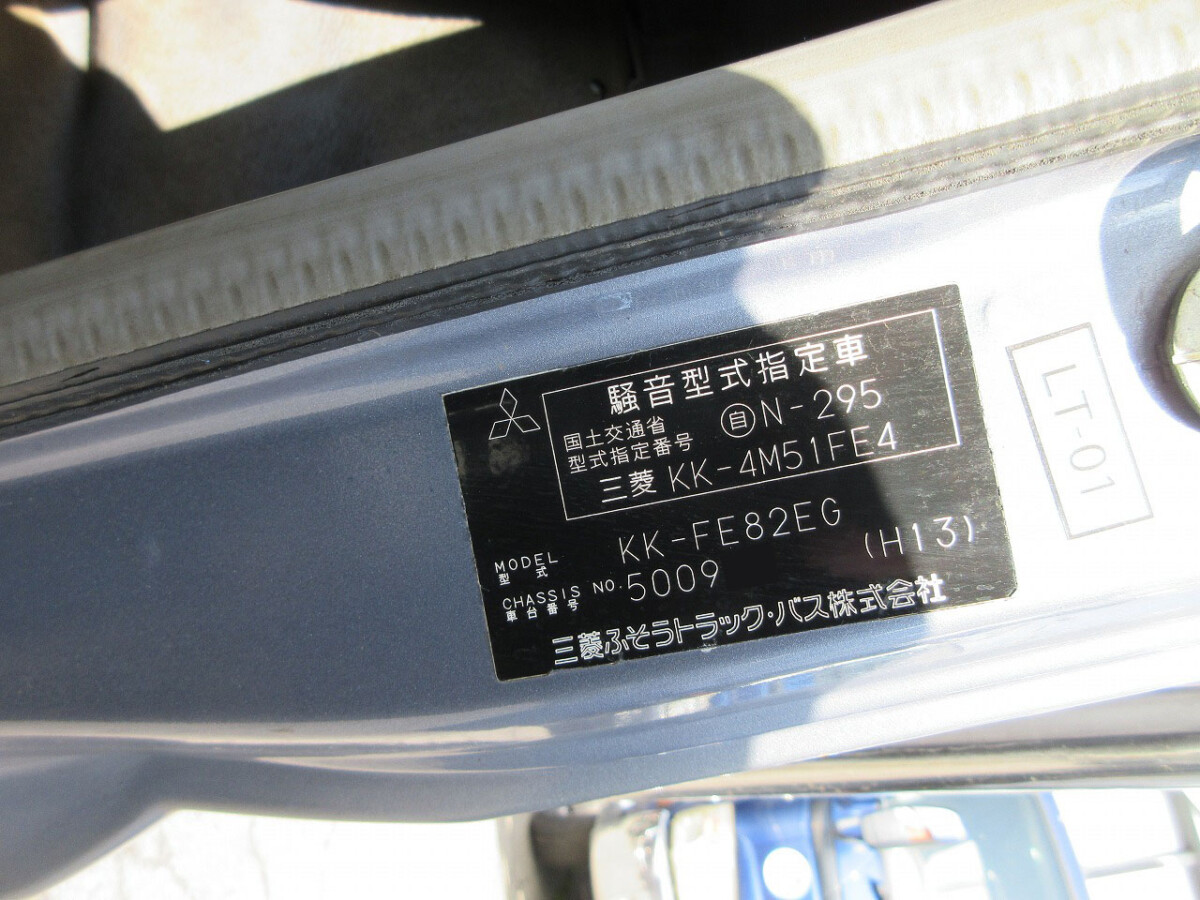 騒音型式指定車
国土交通省
型式指定番号
自 N-295
三菱 KK-4M51FE4
MODEL
型式
KK-FE82EG
(H13)
CHASSIS NO.
車台番号
5009
三菱ふそうトラック・バス株式会社
LT-01